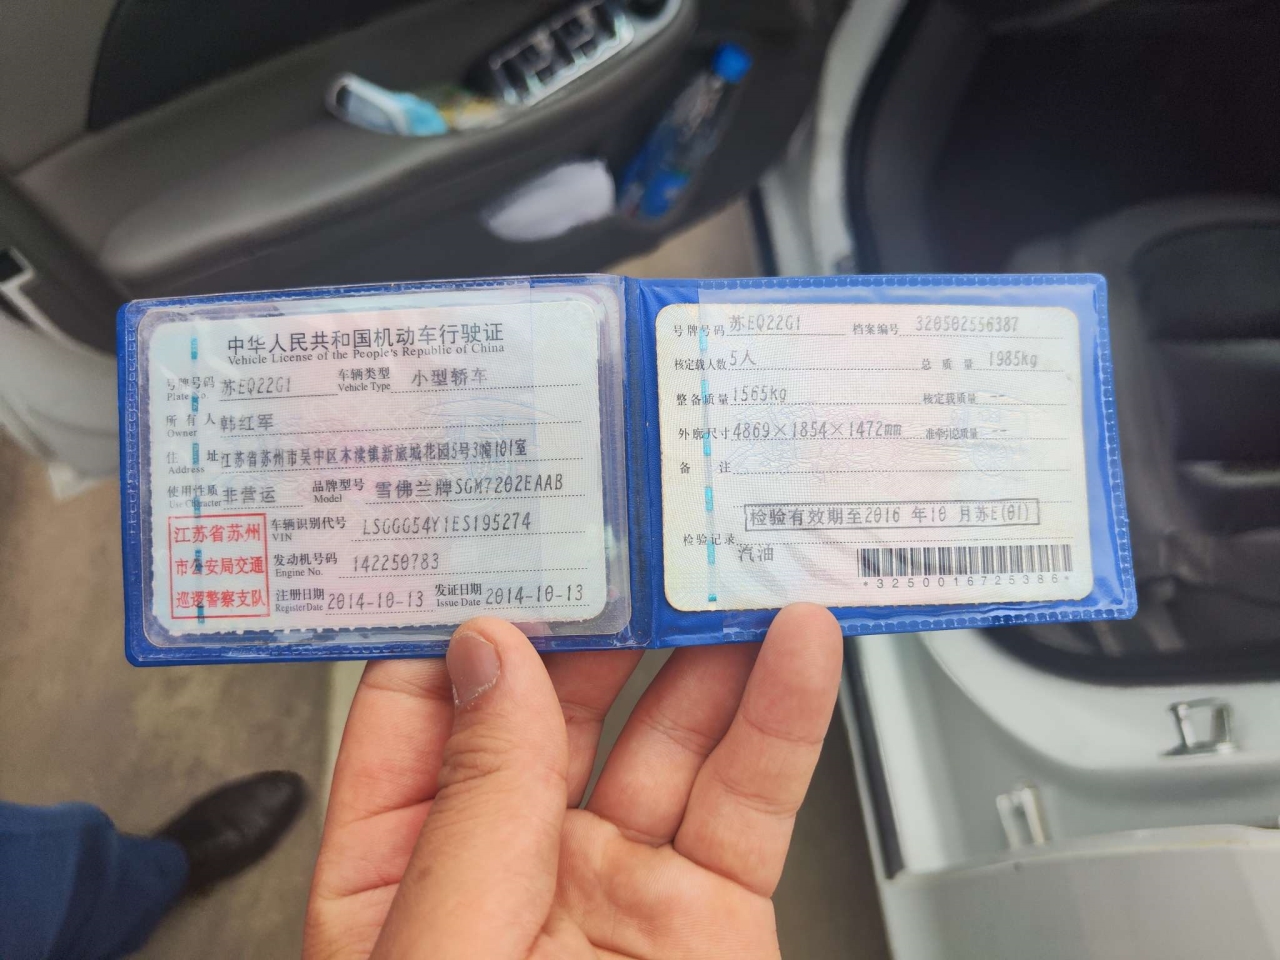 中华人民共和国机动车行驶证
Vehicle License of the People's Republic of China
号牌号码 苏EQ22G1 车辆类型 小型轿车
Plate No. Vehicle Type
所有人 韩红军
Owner
住址 江苏省苏州市吴中区木渎镇新旅城花园5号3幢101室
Address
使用性质 非营运 品牌型号 雪佛兰牌SGM7202EAAB
Use Character Model
江苏省苏州
市公安局交通
巡逻警察支队
车辆识别代号 LSGGG54Y1ES195274
VIN
发动机号码 142250783
Engine No.
注册日期 2014-10-13 发证日期 2014-10-13
Register Date Issue Date
号牌号码 苏EQ22G1 档案编号 320502556387
核定载人数 5人 总质量 1985kg
整备质量 1565kg 核定载质量 --
外廓尺寸 4869×1854×1472mm 准牵引总质量 --
备注
检验有效期至2016 年10 月苏E(01)
检验记录
汽油
*3250016725386*